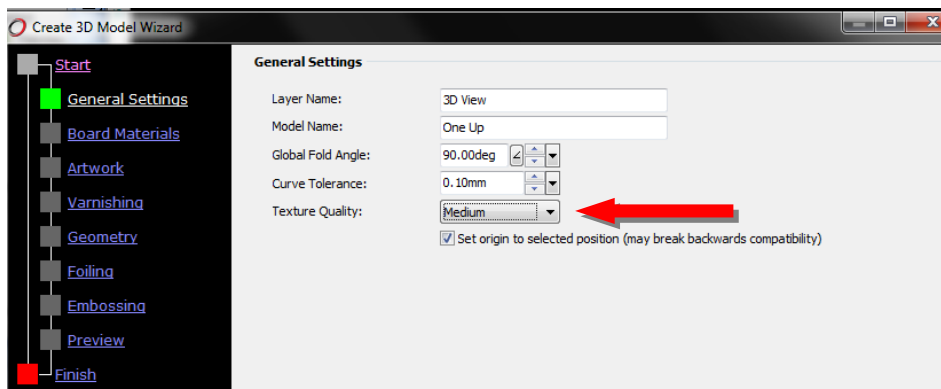 Create 3D Model Wizard
Start
General Settings
Board Materials
Artwork
Varnishing
Geometry
Foiling
Embossing
Preview
Finish
General Settings
Layer Name: 3D View
Model Name: One Up
Global Fold Angle: 90.00deg
Curve Tolerance: 0.10mm
Texture Quality: Medium
Set origin to selected position (may break backwards compatibility)